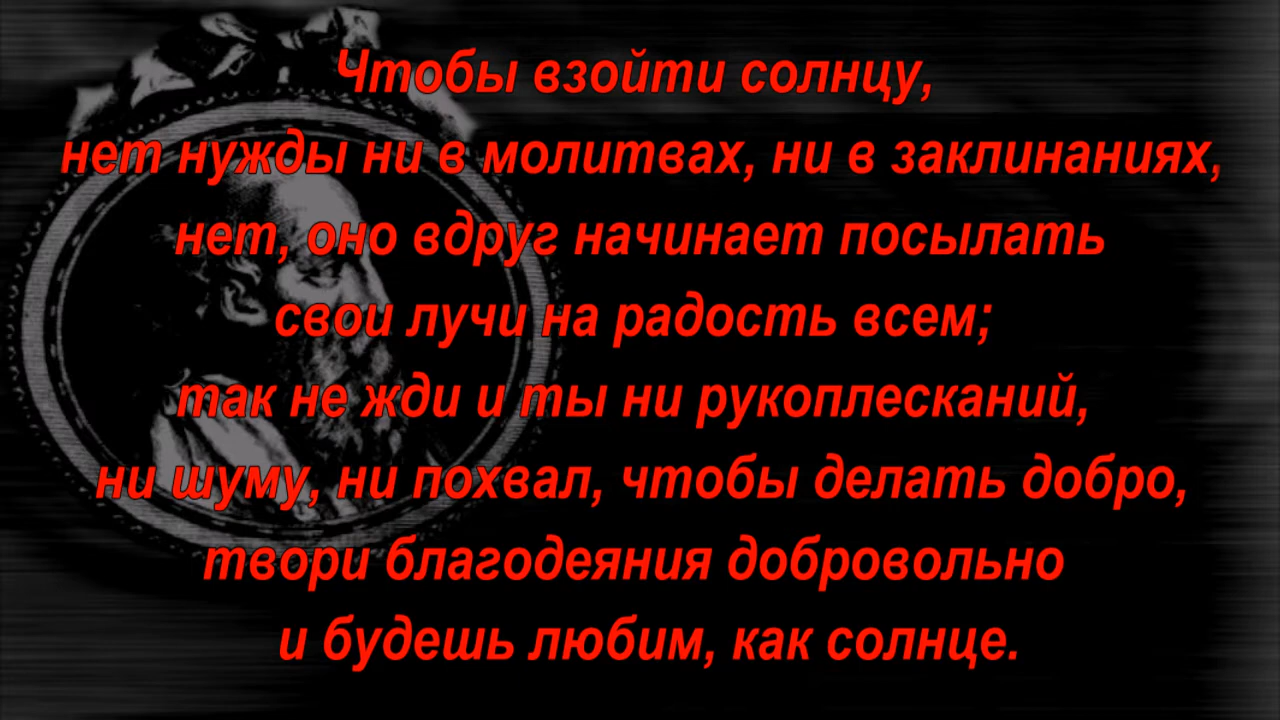 Чтобы взойти солнцу,
нет нужды ни в молитвах, ни в заклинаниях,
нет, оно вдруг начинает посылать
свои лучи на радость всем;
так не жди и ты ни рукоплесканий,
ни шуму, ни похвал, чтобы делать добро,
твори благодеяния добровольно
и будешь любим, как солнце.